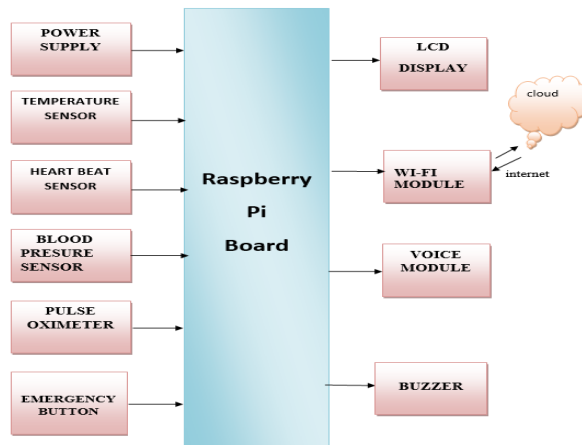 POWER
SUPPLY
TEMPERATURE
SENSOR
HEART BEAT
SENSOR
BLOOD
PRESURE
SENSOR
PULSE
OXIMETER
EMERGENCY
BUTTON
Raspberry
Pi
Board
LCD
DISPLAY
cloud
WI-FI
MODULE
internet
VOICE
MODULE
BUZZER